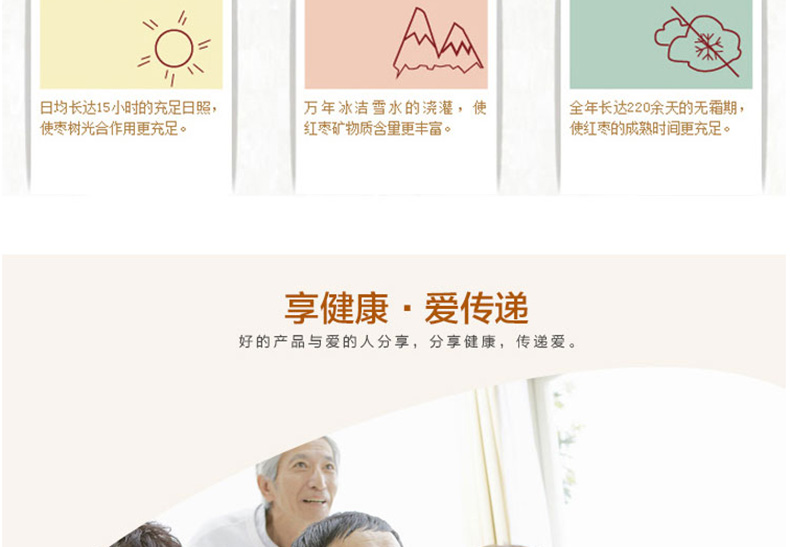 日均长达15小时的充足日照，
使枣树光合作用更充足。
万年冰洁雪水的浇灌，使
红枣矿物质含量更丰富。
全年长达220余天的无霜期，
使红枣的成熟时间更充足。
享健康·爱传递
好的产品与爱的人分享，分享健康，传递爱。